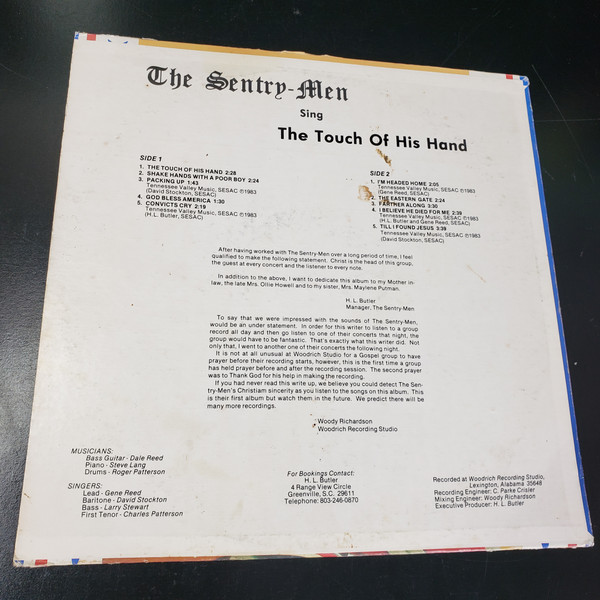 The Sentry-Men
Sing
The Touch Of His Hand
SIDE 1
1. THE TOUCH OF HIS HAND 2:28
2. SHAKE HANDS WITH A POOR BOY 2:24
3. PACKING UP 1:43
Tennessee Valley Music, SESAC ℗1983
(David Stockton, SESAC)
4. GOD BLESS AMERICA 1:30
5. CONVICTS CRY 2:19
Tennessee Valley Music, SESAC ℗1983
(H.L. Butler, SESAC)
SIDE 2
1. I'M HEADED HOME 2:05
Tennessee Valley Music, SESAC ℗1983
(Gene Reed, SESAC)
2. THE EASTERN GATE 2:24
3. FARTHER ALONG 3:30
4. I BELIEVE HE DIED FOR ME 2:38
Tennessee Valley Music, SESAC ℗1983
(H.L. Butler and Gene Reed, SESAC)
5. TILL I FOUND JESUS 3:39
Tennessee Valley Music, SESAC ℗1983
(David Stockton, SESAC)
After having worked with The Sentry-Men over a long period of time, I feel
qualified to make the following statement. Christ is the head of this group,
the guest at every concert and the listener to every note.
In addition to the above, I want to dedicate this album to my Mother in-
law, the late Mrs. Ollie Howell and to my sister, Mrs. Maylene Putman.
H. L. Butler
Manager, The Sentry-Men
To say that we were impressed with the sounds of The Sentry-Men,
would be an under statement. In order for this writer to listen to a group
record all day and then go listen to one of their concerts that night, the
group would have to be fantastic. That's exactly what this writer did. Not
only that, I went to another one of their concerts the following night.
It is not at all unusual at Woodrich Studio for a Gospel group to have
prayer before their recording starts, however, this is the first time a group
has held prayer before and after the recording session. The second prayer
was to Thank God for his help in making the recording.
If you had never read this write up, we believe you could detect The Sen-
try-Men's Christiam sincerity as you listen to the songs on this album. This
is their first album but watch them in the future. We predict there will be
many more recordings.
Woody Richardson
Woodrich Recording Studio
MUSICIANS:
Bass Guitar - Dale Reed
Piano - Steve Lang
Drums - Roger Patterson
SINGERS:
Lead - Gene Reed
Baritone - David Stockton
Bass - Larry Stewart
First Tenor - Charles Patterson
For Bookings Contact:
H. L. Butler
4 Range View Circle
Greenville, S.C. 29611
Telephone: 803-246-0870
Recorded at Woodrich Recording Studio,
Lexington, Alabama 35648
Recording Engineer: C. Parke Crisler
Mixing Engineer: Woody Richardson
Executive Producer: H. L. Butler